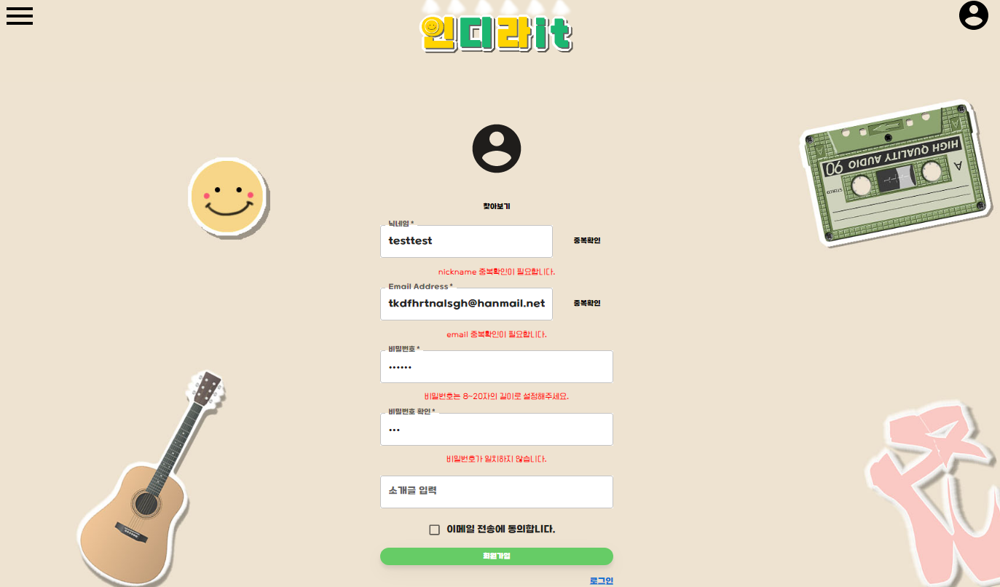 인디라it
HIGH QUALITY AUDIO 90
A
STEREO
찾아보기
닉네임 *
testtest
중복확인
nickname 중복확인이 필요합니다.
Email Address *
tkdfhrtnalsgh@hanmail.net
중복확인
email 중복확인이 필요합니다.
비밀번호 *
••••••
비밀번호는 8~20자의 길이로 설정해주세요.
비밀번호 확인 *
•••
비밀번호가 일치하지 않습니다.
소개글 입력
이메일 전송에 동의합니다.
회원가입
로그인